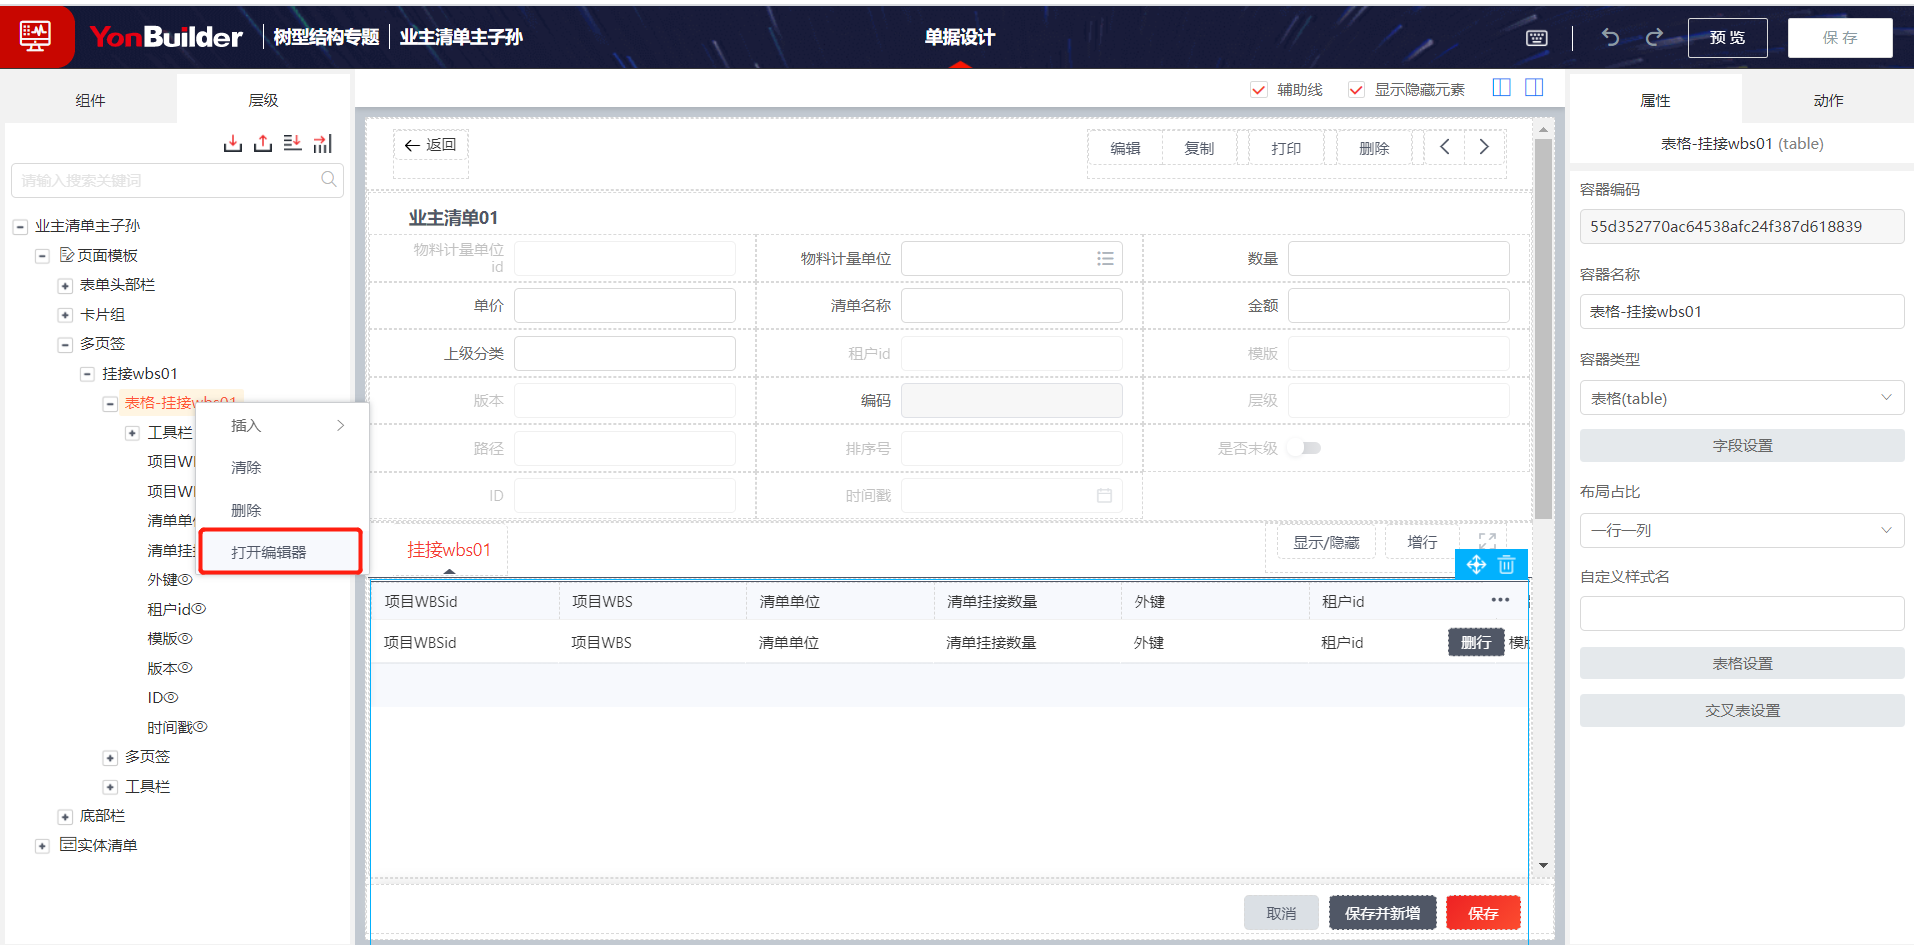 YonBuilder 树型结构专题 业主清单主子孙
单据设计
预 览
保 存
组件
层级
请输入搜索关键词
业主清单主子孙
页面模板
表单头部栏
卡片组
多页签
挂接wbs01
表格-挂接wbs01
工具栏
项目WB
项目WB
清单单
清单挂
外键
租户id
模版
版本
ID
时间戳
多页签
工具栏
底部栏
实体清单
插入
清除
删除
打开编辑器
辅助线
显示隐藏元素
返回
编辑 复制 打印 删除
业主清单01
物料计量单位id 物料计量单位 数量
单价 清单名称 金额
上级分类 租户id 模版
版本 编码 层级
路径 排序号 是否末级
ID 时间戳
挂接wbs01
显示/隐藏 增行
项目WBSid 项目WBS 清单单位 清单挂接数量 外键 租户id
项目WBSid 项目WBS 清单单位 清单挂接数量 外键 租户id 删行
取消 保存并新增 保存
属性
动作
表格-挂接wbs01 (table)
容器编码
55d352770ac64538afc24f387d618839
容器名称
表格-挂接wbs01
容器类型
表格(table)
字段设置
布局占比
一行一列
自定义样式名
表格设置
交叉表设置